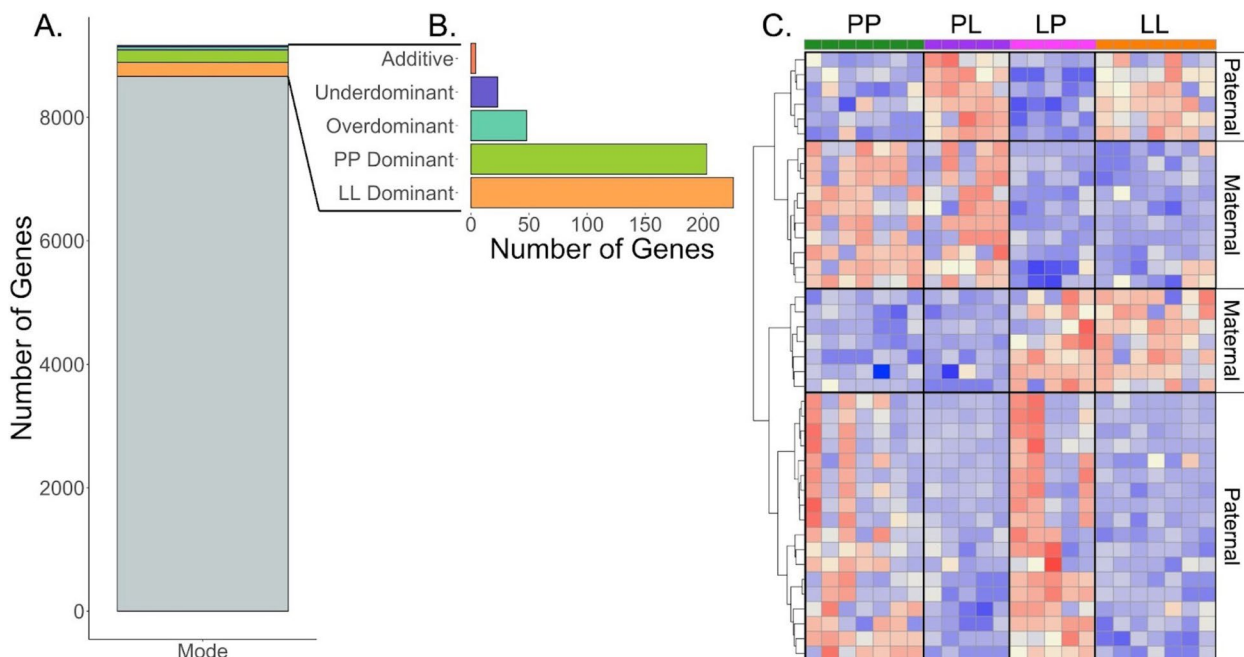 A.
Number of Genes
8000
6000
4000
2000
0
Mode
B.
Additive
Underdominant
Overdominant
PP Dominant
LL Dominant
0 50 100 150 200
Number of Genes
C.
PP PL LP LL
Paternal
Maternal
Maternal
Paternal